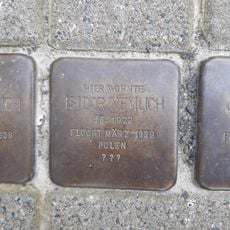 HIER WOHNTE
ISIDOR NEMLICH
JG. 1922
FLUCHT MÄRZ 1939
POLEN
? ? ?